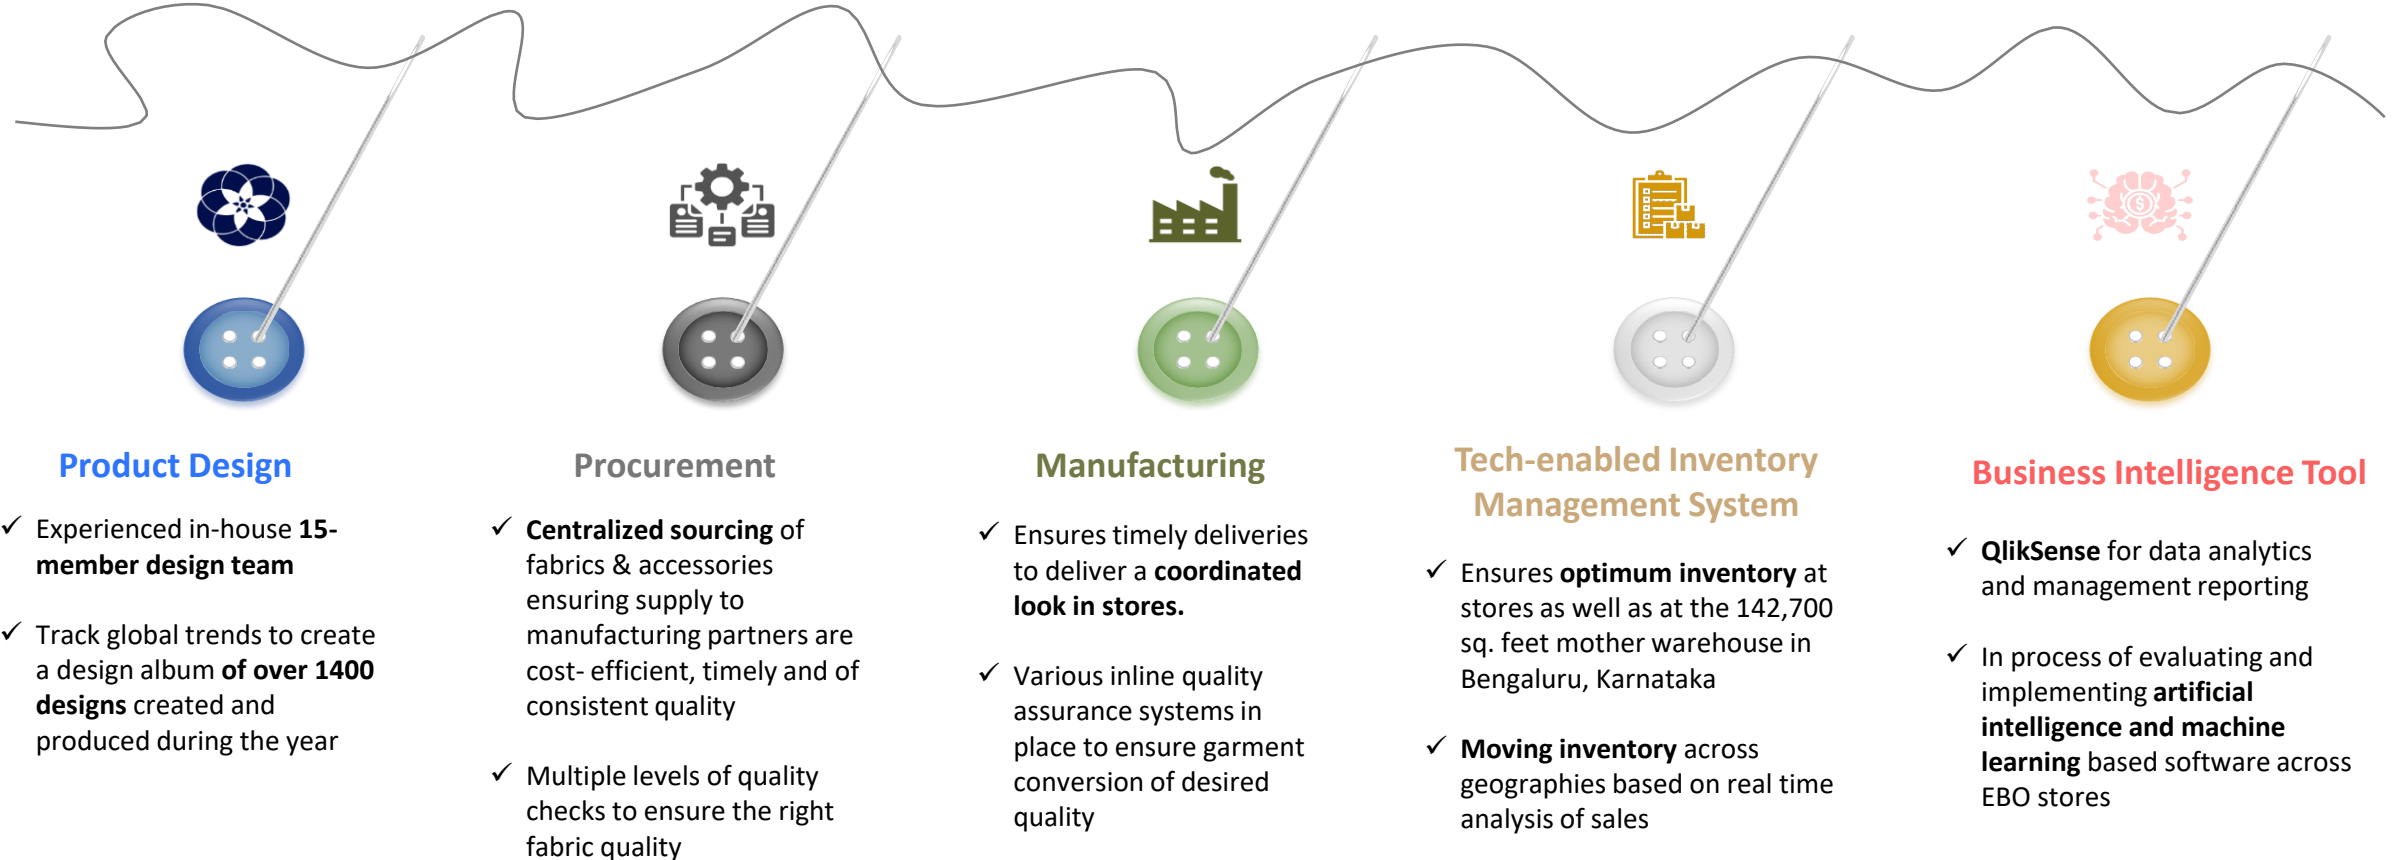 Product Design
✓ Experienced in-house 15-
member design team
✓ Track global trends to create
a design album of over 1400
designs created and
produced during the year
Procurement
✓ Centralized sourcing of
fabrics & accessories
ensuring supply to
manufacturing partners are
cost- efficient, timely and of
consistent quality
✓ Multiple levels of quality
checks to ensure the right
fabric quality
Manufacturing
✓ Ensures timely deliveries
to deliver a coordinated
look in stores.
✓ Various inline quality
assurance systems in
place to ensure garment
conversion of desired
quality
Tech-enabled Inventory
Management System
✓ Ensures optimum inventory at
stores as well as at the 142,700
sq. feet mother warehouse in
Bengaluru, Karnataka
✓ Moving inventory across
geographies based on real time
analysis of sales
Business Intelligence Tool
✓ QlikSense for data analytics
and management reporting
✓ In process of evaluating and
implementing artificial
intelligence and machine
learning based software across
EBO stores